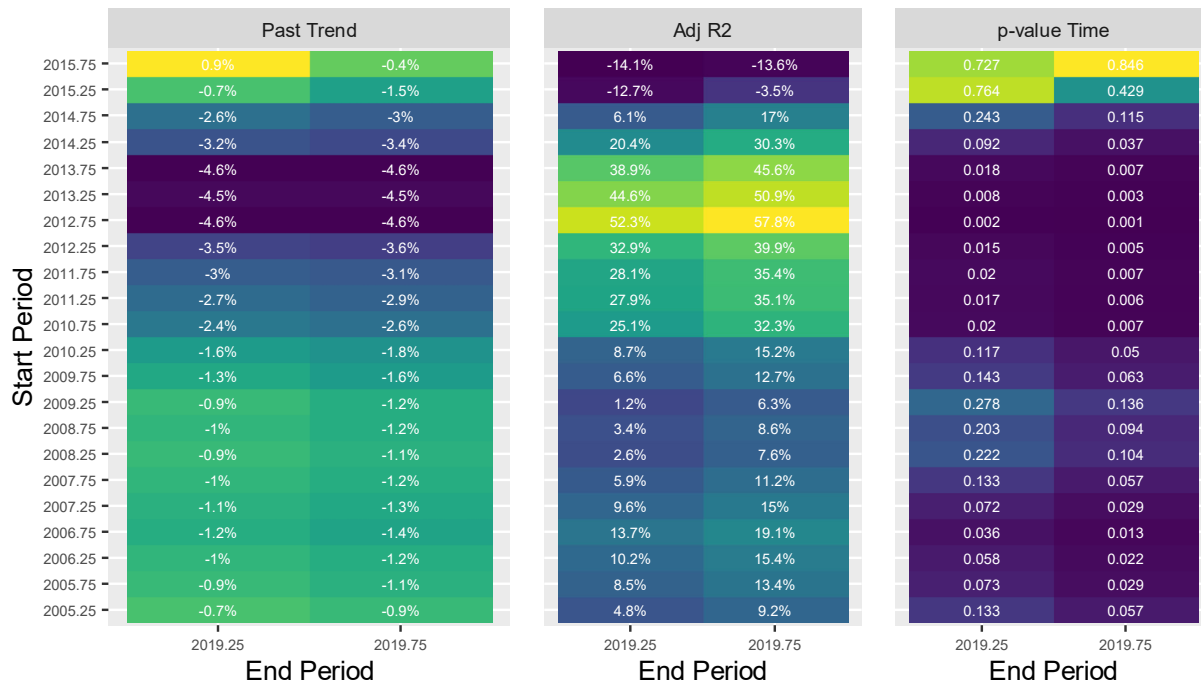 Past Trend Adj R2 p-value Time
2015.75 0.9% -0.4% -14.1% -13.6% 0.727 0.846
2015.25 -0.7% -1.5% -12.7% -3.5% 0.764 0.429
2014.75 -2.6% -3% 6.1% 17% 0.243 0.115
2014.25 -3.2% -3.4% 20.4% 30.3% 0.092 0.037
2013.75 -4.6% -4.6% 38.9% 45.6% 0.018 0.007
2013.25 -4.5% -4.5% 44.6% 50.9% 0.008 0.003
2012.75 -4.6% -4.6% 52.3% 57.8% 0.002 0.001
2012.25 -3.5% -3.6% 32.9% 39.9% 0.015 0.005
2011.75 -3% -3.1% 28.1% 35.4% 0.02 0.007
2011.25 -2.7% -2.9% 27.9% 35.1% 0.017 0.006
2010.75 -2.4% -2.6% 25.1% 32.3% 0.02 0.007
2010.25 -1.6% -1.8% 8.7% 15.2% 0.117 0.05
2009.75 -1.3% -1.6% 6.6% 12.7% 0.143 0.063
2009.25 -0.9% -1.2% 1.2% 6.3% 0.278 0.136
2008.75 -1% -1.2% 3.4% 8.6% 0.203 0.094
2008.25 -0.9% -1.1% 2.6% 7.6% 0.222 0.104
2007.75 -1% -1.2% 5.9% 11.2% 0.133 0.057
2007.25 -1.1% -1.3% 9.6% 15% 0.072 0.029
2006.75 -1.2% -1.4% 13.7% 19.1% 0.036 0.013
2006.25 -1% -1.2% 10.2% 15.4% 0.058 0.022
2005.75 -0.9% -1.1% 8.5% 13.4% 0.073 0.029
2005.25 -0.7% -0.9% 4.8% 9.2% 0.133 0.057
Start Period
2019.25 2019.75 2019.25 2019.75 2019.25 2019.75
End Period End Period End Period